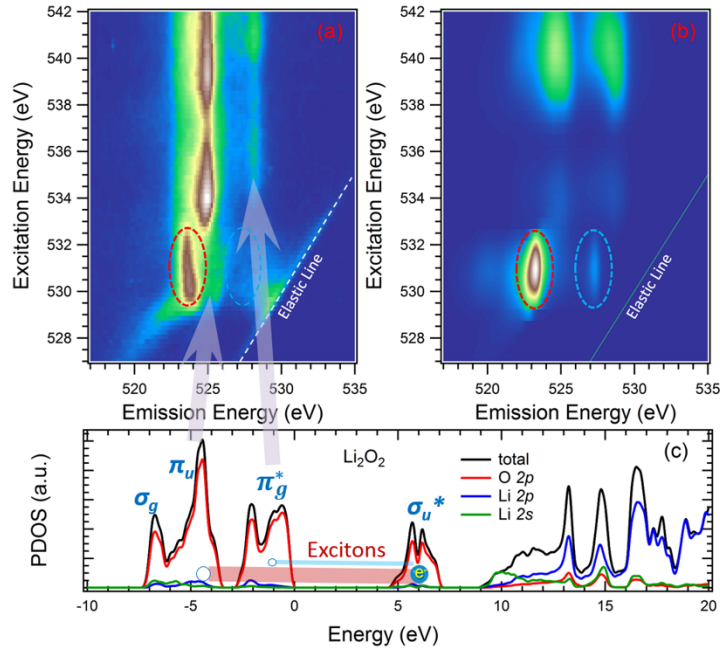 (a)
542
540
538
536
534
532
530
528
Excitation Energy (eV)
Elastic Line
520
525
530
535
Emission Energy (eV)
(b)
542
540
538
536
534
532
530
528
Excitation Energy (eV)
Elastic Line
520
525
530
535
Emission Energy (eV)
(c)
Li₂O₂
total
O 2p
Li 2p
Li 2s
σg
πu
π*g
σu*
Excitons
e
PDOS (a.u.)
-10
-5
0
5
10
15
20
Energy (eV)